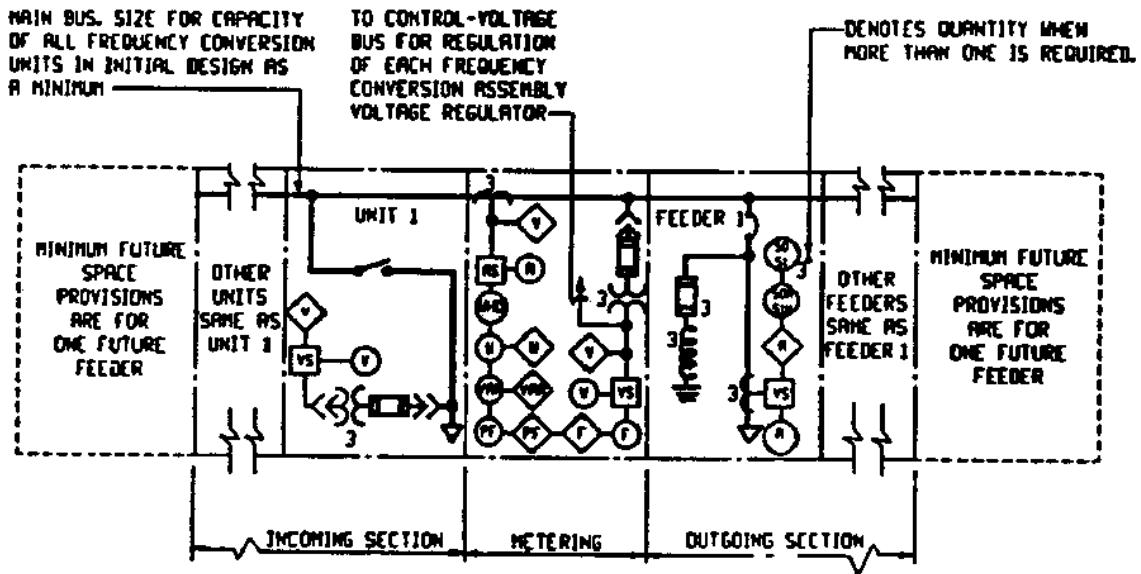 MAIN BUS. SIZE FOR CAPACITY
OF ALL FREQUENCY CONVERSION
UNITS IN INITIAL DESIGN AS
A MINIMUM
TO CONTROL-VOLTAGE
BUS FOR REGULATION
OF EACH FREQUENCY
CONVERSION ASSEMBLY
VOLTAGE REGULATOR
DENOTES QUANTITY WHEN
MORE THAN ONE IS REQUIRED.
MINIMUM FUTURE
SPACE
PROVISIONS
ARE FOR
ONE FUTURE
FEEDER
OTHER
UNITS
SAME AS
UNIT 1
UNIT 1
V
VS
V
3
3
V
AS
A
W
W
PF
PF
F
F
3
V
V
VS
FEEDER 1
3
3
3
3
A
VS
A
OTHER
FEEDERS
SAME AS
FEEDER 1
MINIMUM FUTURE
SPACE
PROVISIONS
ARE FOR
ONE FUTURE
FEEDER
INCOMING SECTION
METERING
OUTGOING SECTION